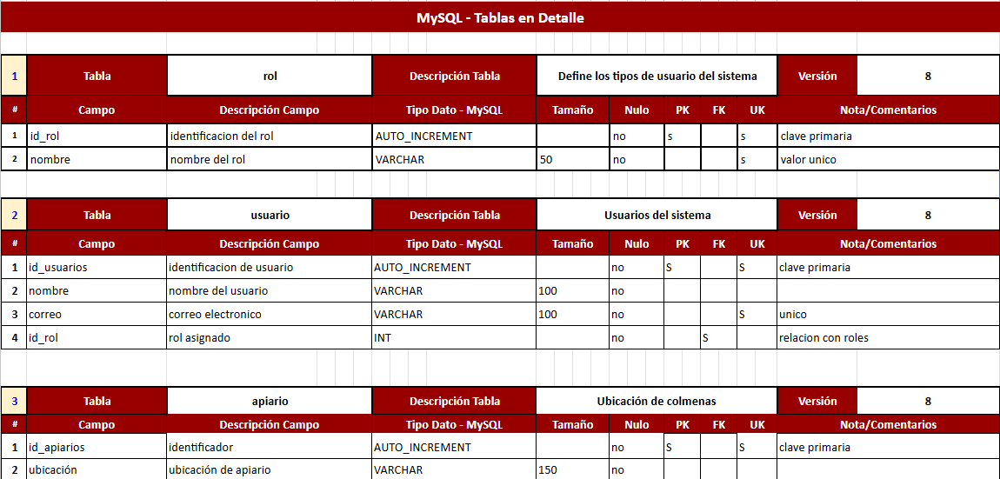 MySQL - Tablas en Detalle
1 Tabla rol Descripción Tabla Define los tipos de usuario del sistema Versión 8
# Campo Descripción Campo Tipo Dato - MySQL Tamaño Nulo PK FK UK Nota/Comentarios
1 id_rol identificacion del rol AUTO_INCREMENT no s s clave primaria
2 nombre nombre del rol VARCHAR 50 no s valor unico
2 Tabla usuario Descripción Tabla Usuarios del sistema Versión 8
# Campo Descripción Campo Tipo Dato - MySQL Tamaño Nulo PK FK UK Nota/Comentarios
1 id_usuarios identificacion de usuario AUTO_INCREMENT no S S clave primaria
2 nombre nombre del usuario VARCHAR 100 no
3 correo correo electronico VARCHAR 100 no S unico
4 id_rol rol asignado INT no S relacion con roles
3 Tabla apiario Descripción Tabla Ubicación de colmenas Versión 8
# Campo Descripción Campo Tipo Dato - MySQL Tamaño Nulo PK FK UK Nota/Comentarios
1 id_apiarios identificador AUTO_INCREMENT no S S clave primaria
2 ubicación ubicación de apiario VARCHAR 150 no